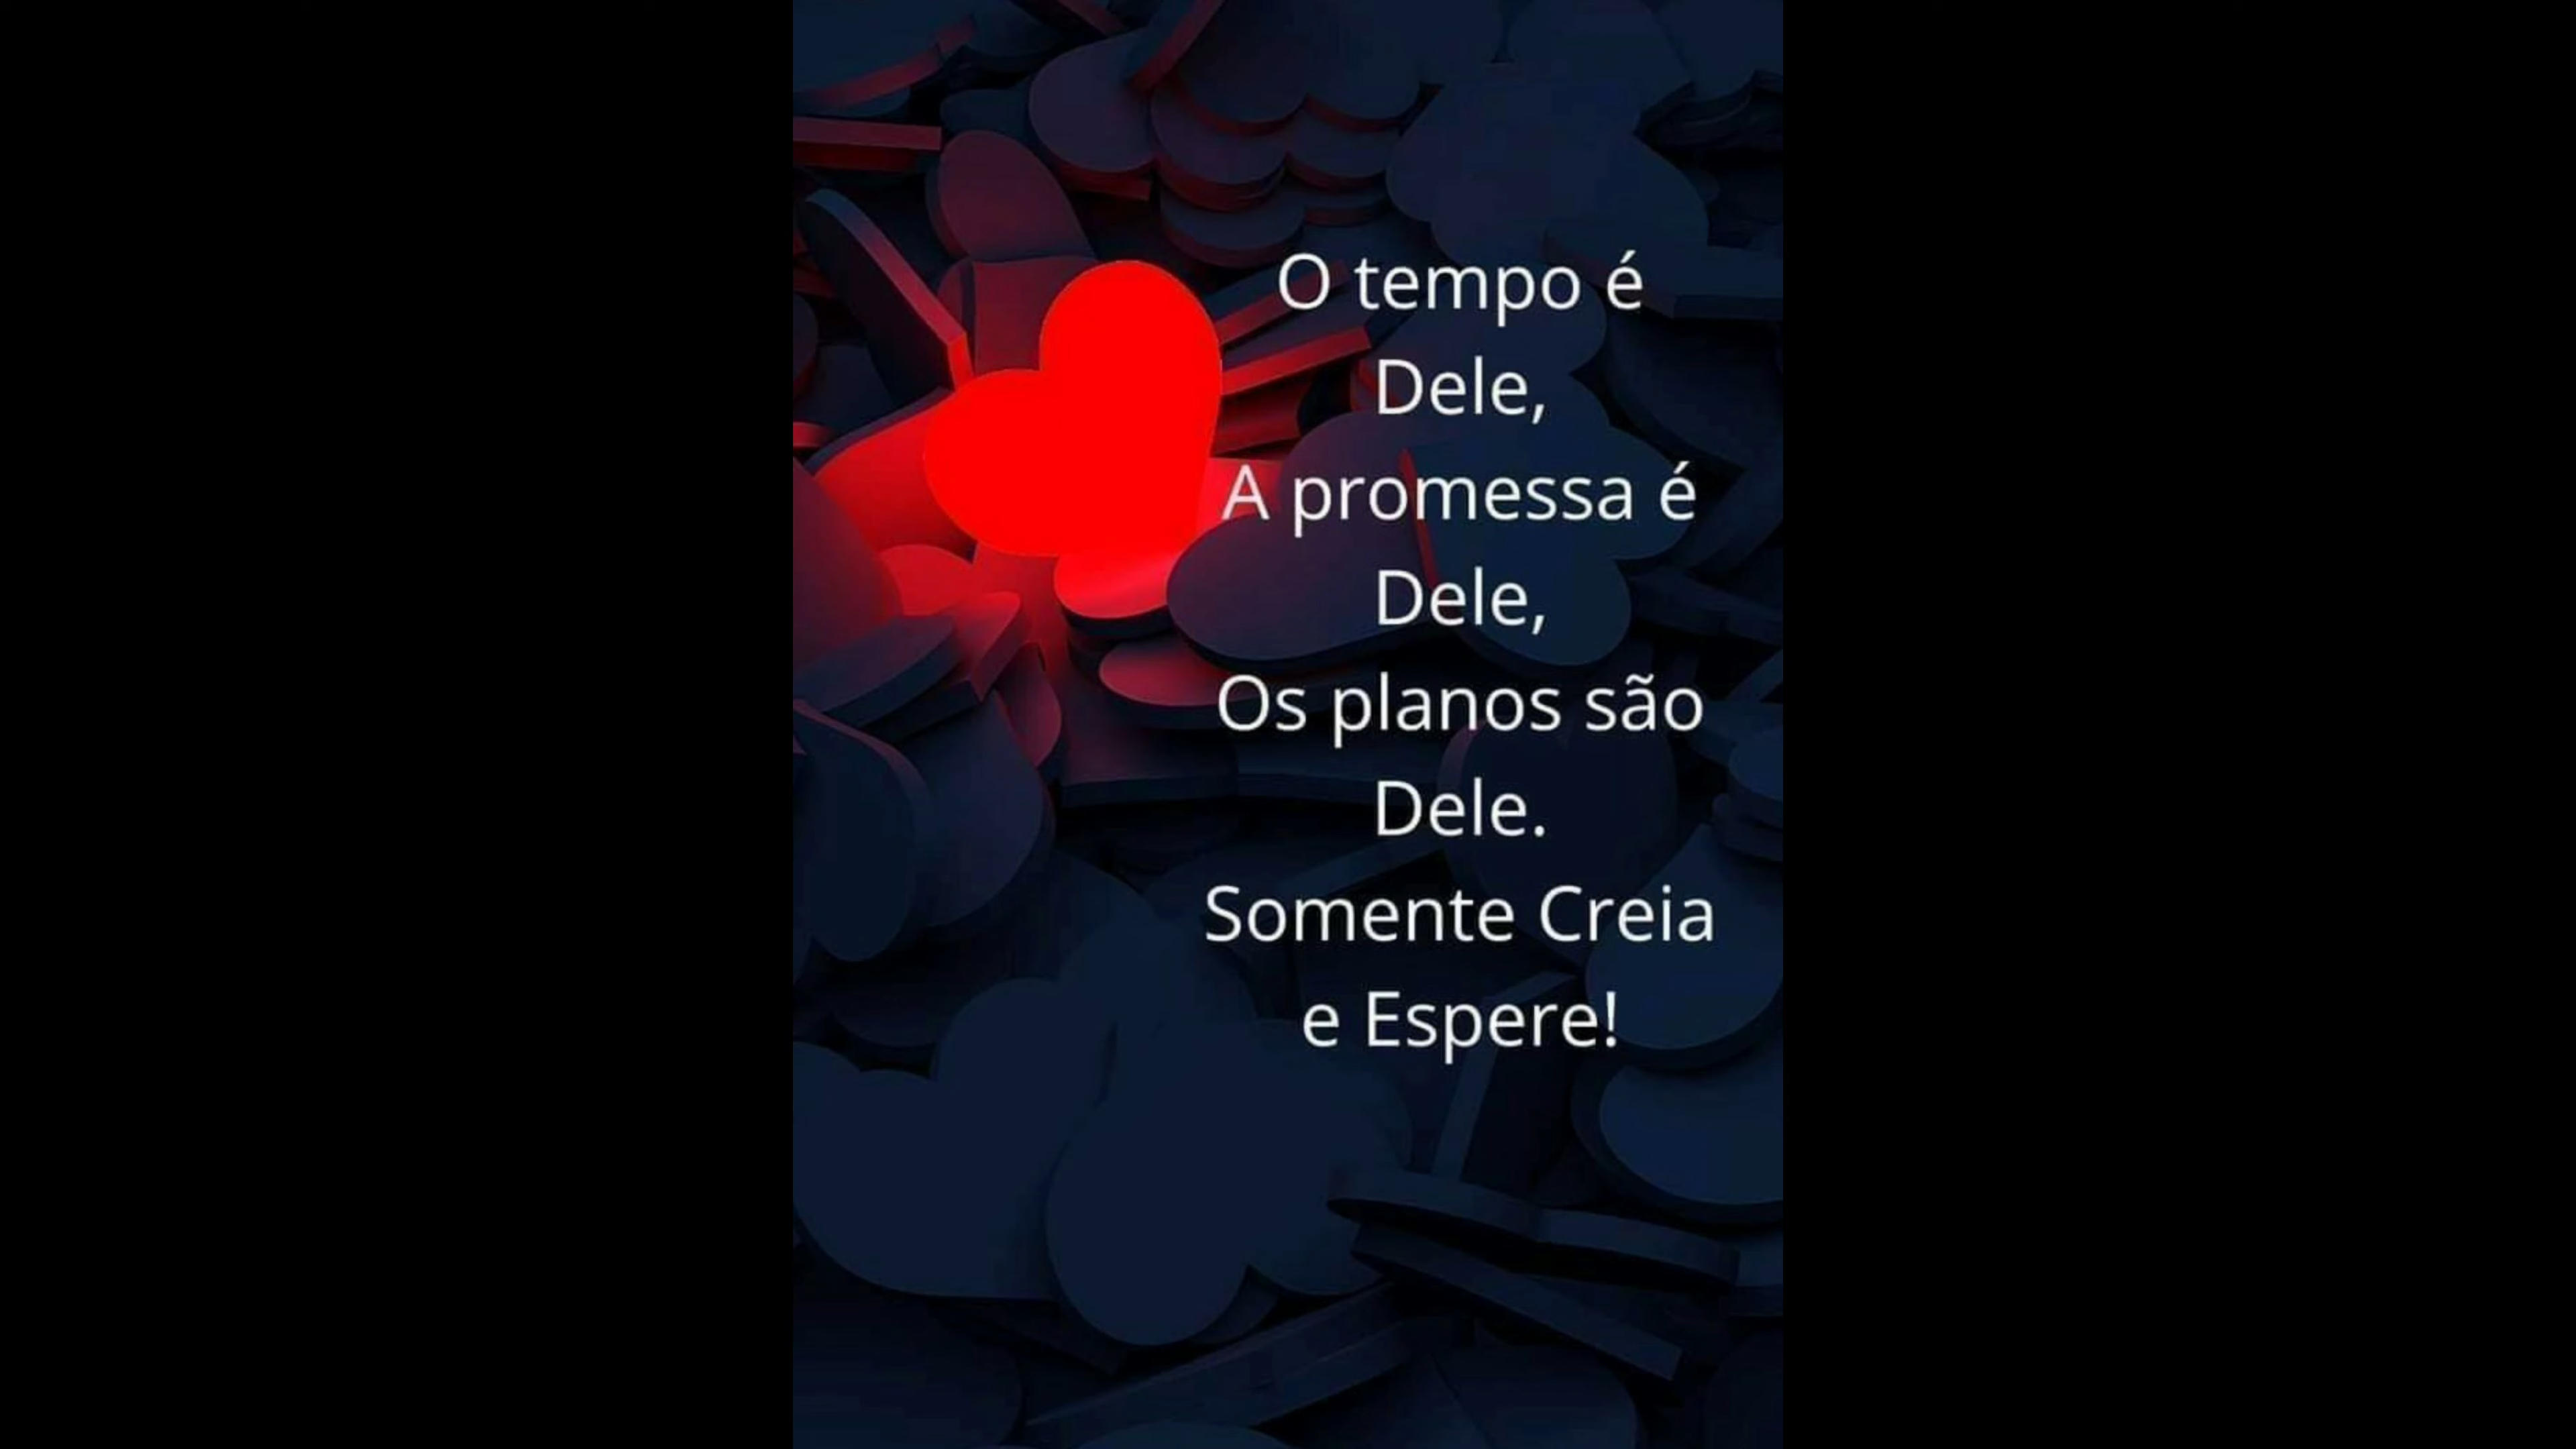 O tempo é
Dele,
A promessa é
Dele,
Os planos são
Dele.
Somente Creia
e Espere!